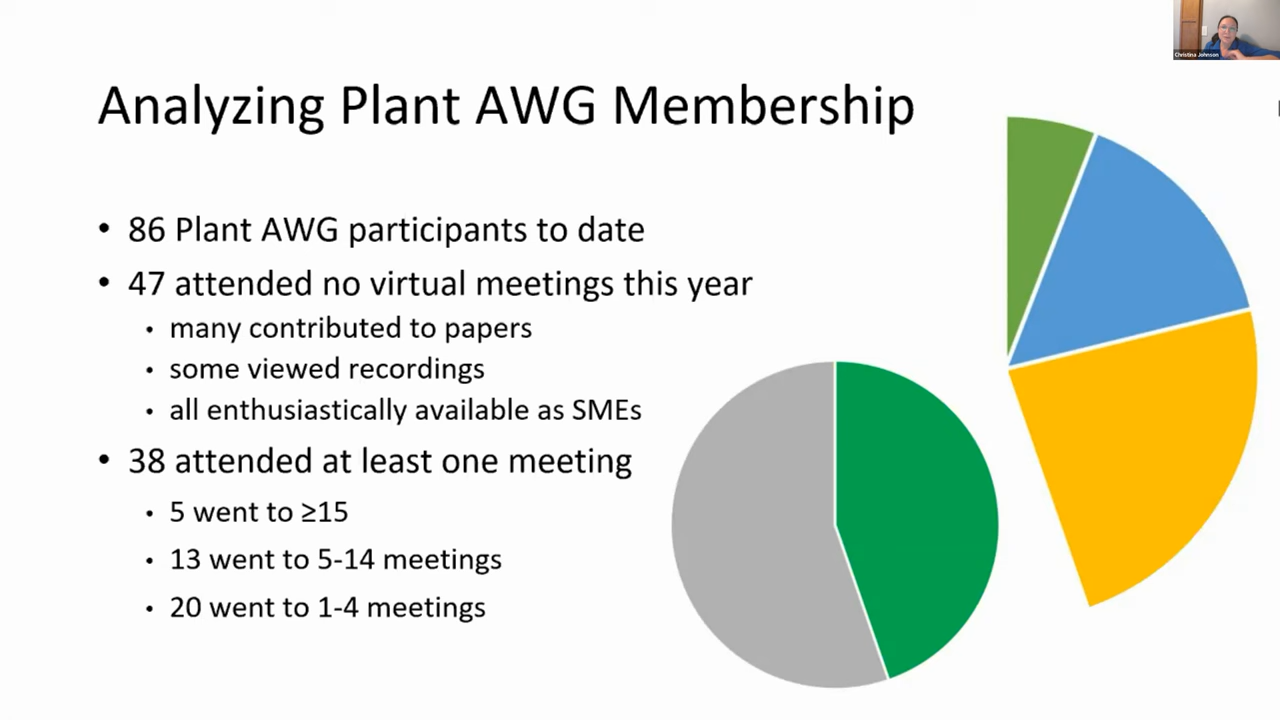 Christina Johnson
Analyzing Plant AWG Membership
• 86 Plant AWG participants to date
• 47 attended no virtual meetings this year
• many contributed to papers
• some viewed recordings
• all enthusiastically available as SMEs
• 38 attended at least one meeting
• 5 went to ≥15
• 13 went to 5-14 meetings
• 20 went to 1-4 meetings